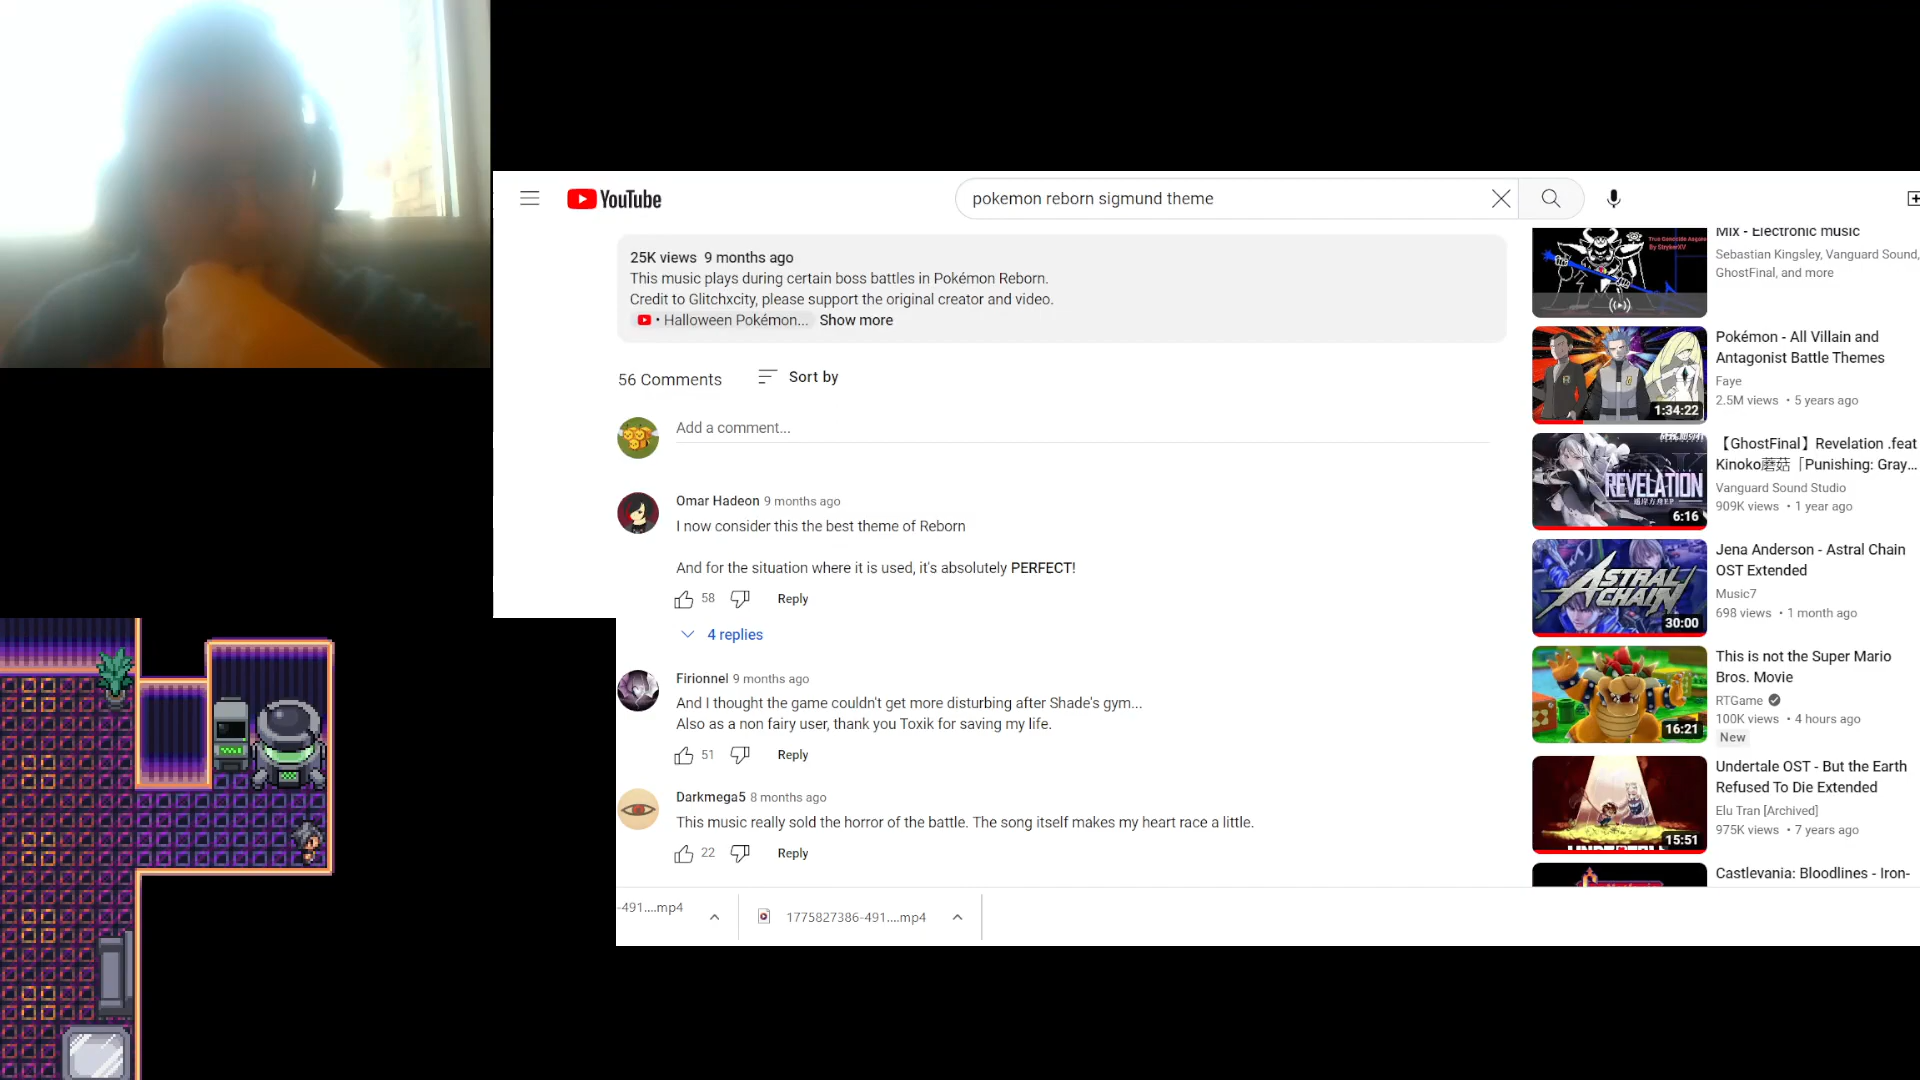 YouTube
pokemon reborn sigmund theme
25K views 9 months ago
This music plays during certain boss battles in Pokémon Reborn.
Credit to Glitchxcity, please support the original creator and video.
• Halloween Pokémon... Show more
56 Comments Sort by
Add a comment...
Omar Hadeon 9 months ago
I now consider this the best theme of Reborn
And for the situation where it is used, it's absolutely PERFECT!
58 Reply
4 replies
Firionnel 9 months ago
And I thought the game couldn't get more disturbing after Shade's gym...
Also as a non fairy user, thank you Toxik for saving my life.
51 Reply
Darkmega5 8 months ago
This music really sold the horror of the battle. The song itself makes my heart race a little.
22 Reply
-491....mp4
1775827386-491....mp4
Mix - Electronic music
Sebastian Kingsley, Vanguard Sound,
GhostFinal, and more
Pokémon - All Villain and
Antagonist Battle Themes
Faye
2.5M views • 5 years ago
1:34:22
【GhostFinal】Revelation .feat
Kinoko蘑菇「Punishing: Gray...
Vanguard Sound Studio
909K views • 1 year ago
REVELATION
6:16
Jena Anderson - Astral Chain
OST Extended
Music7
698 views • 1 month ago
ASTRAL
CHAIN
30:00
This is not the Super Mario
Bros. Movie
RTGame
100K views • 4 hours ago
New
16:21
Undertale OST - But the Earth
Refused To Die Extended
Elu Tran [Archived]
975K views • 7 years ago
15:51
Castlevania: Bloodlines - Iron-